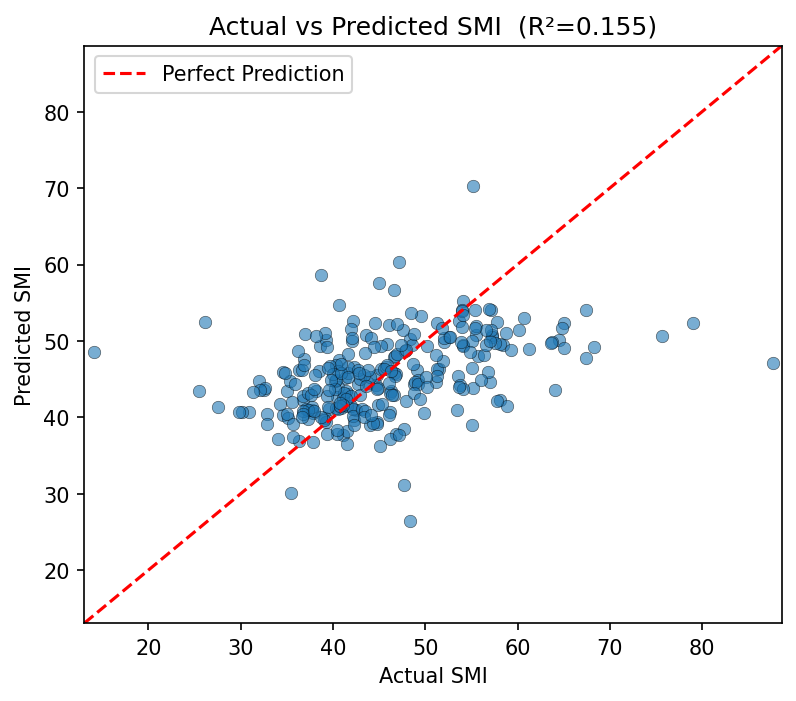 Actual vs Predicted SMI (R²=0.155)
Perfect Prediction
Predicted SMI
80
70
60
50
40
30
20
20 30 40 50 60 70 80
Actual SMI